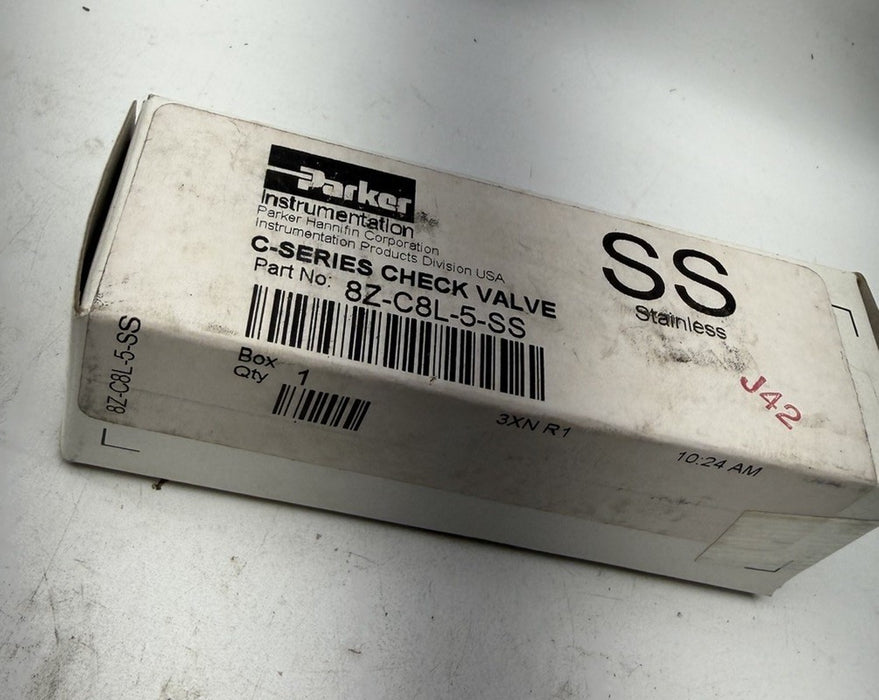 Parker
Instrumentation
Parker Hannifin Corporation
Instrumentation Products Division USA
C-SERIES CHECK VALVE
Part No: 8Z-C8L-5-SS
SS
Stainless
Box
Qty 1
3XN R1
10:24 AM
J42
8Z-C8L-5-SS